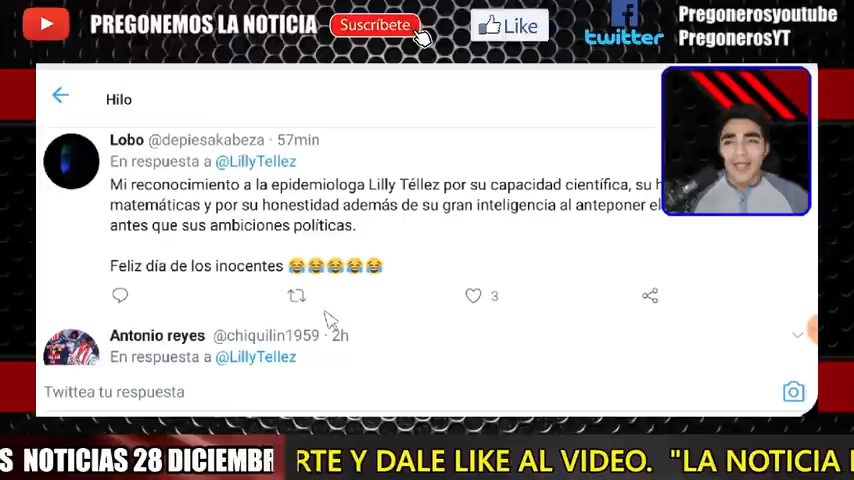 PREGONEMOS LA NOTICIA
Suscríbete
Like
twitter
Pregonerosyoutube
PregonerosYT
Hilo
Lobo @depiesakabeza · 57min
En respuesta a @LillyTellez
Mi reconocimiento a la epidemiologa Lilly Téllez por su capacidad científica, su
matemáticas y por su honestidad además de su gran inteligencia al anteponer
antes que sus ambiciones políticas.
Feliz día de los inocentes 😂😂😂😂😂
3
Antonio reyes @chiquilin1959 · 2h
En respuesta a @LillyTellez
Twittea tu respuesta
S NOTICIAS 28 DICIEMBR
RTE Y DALE LIKE AL VIDEO. "LA NOTICIA